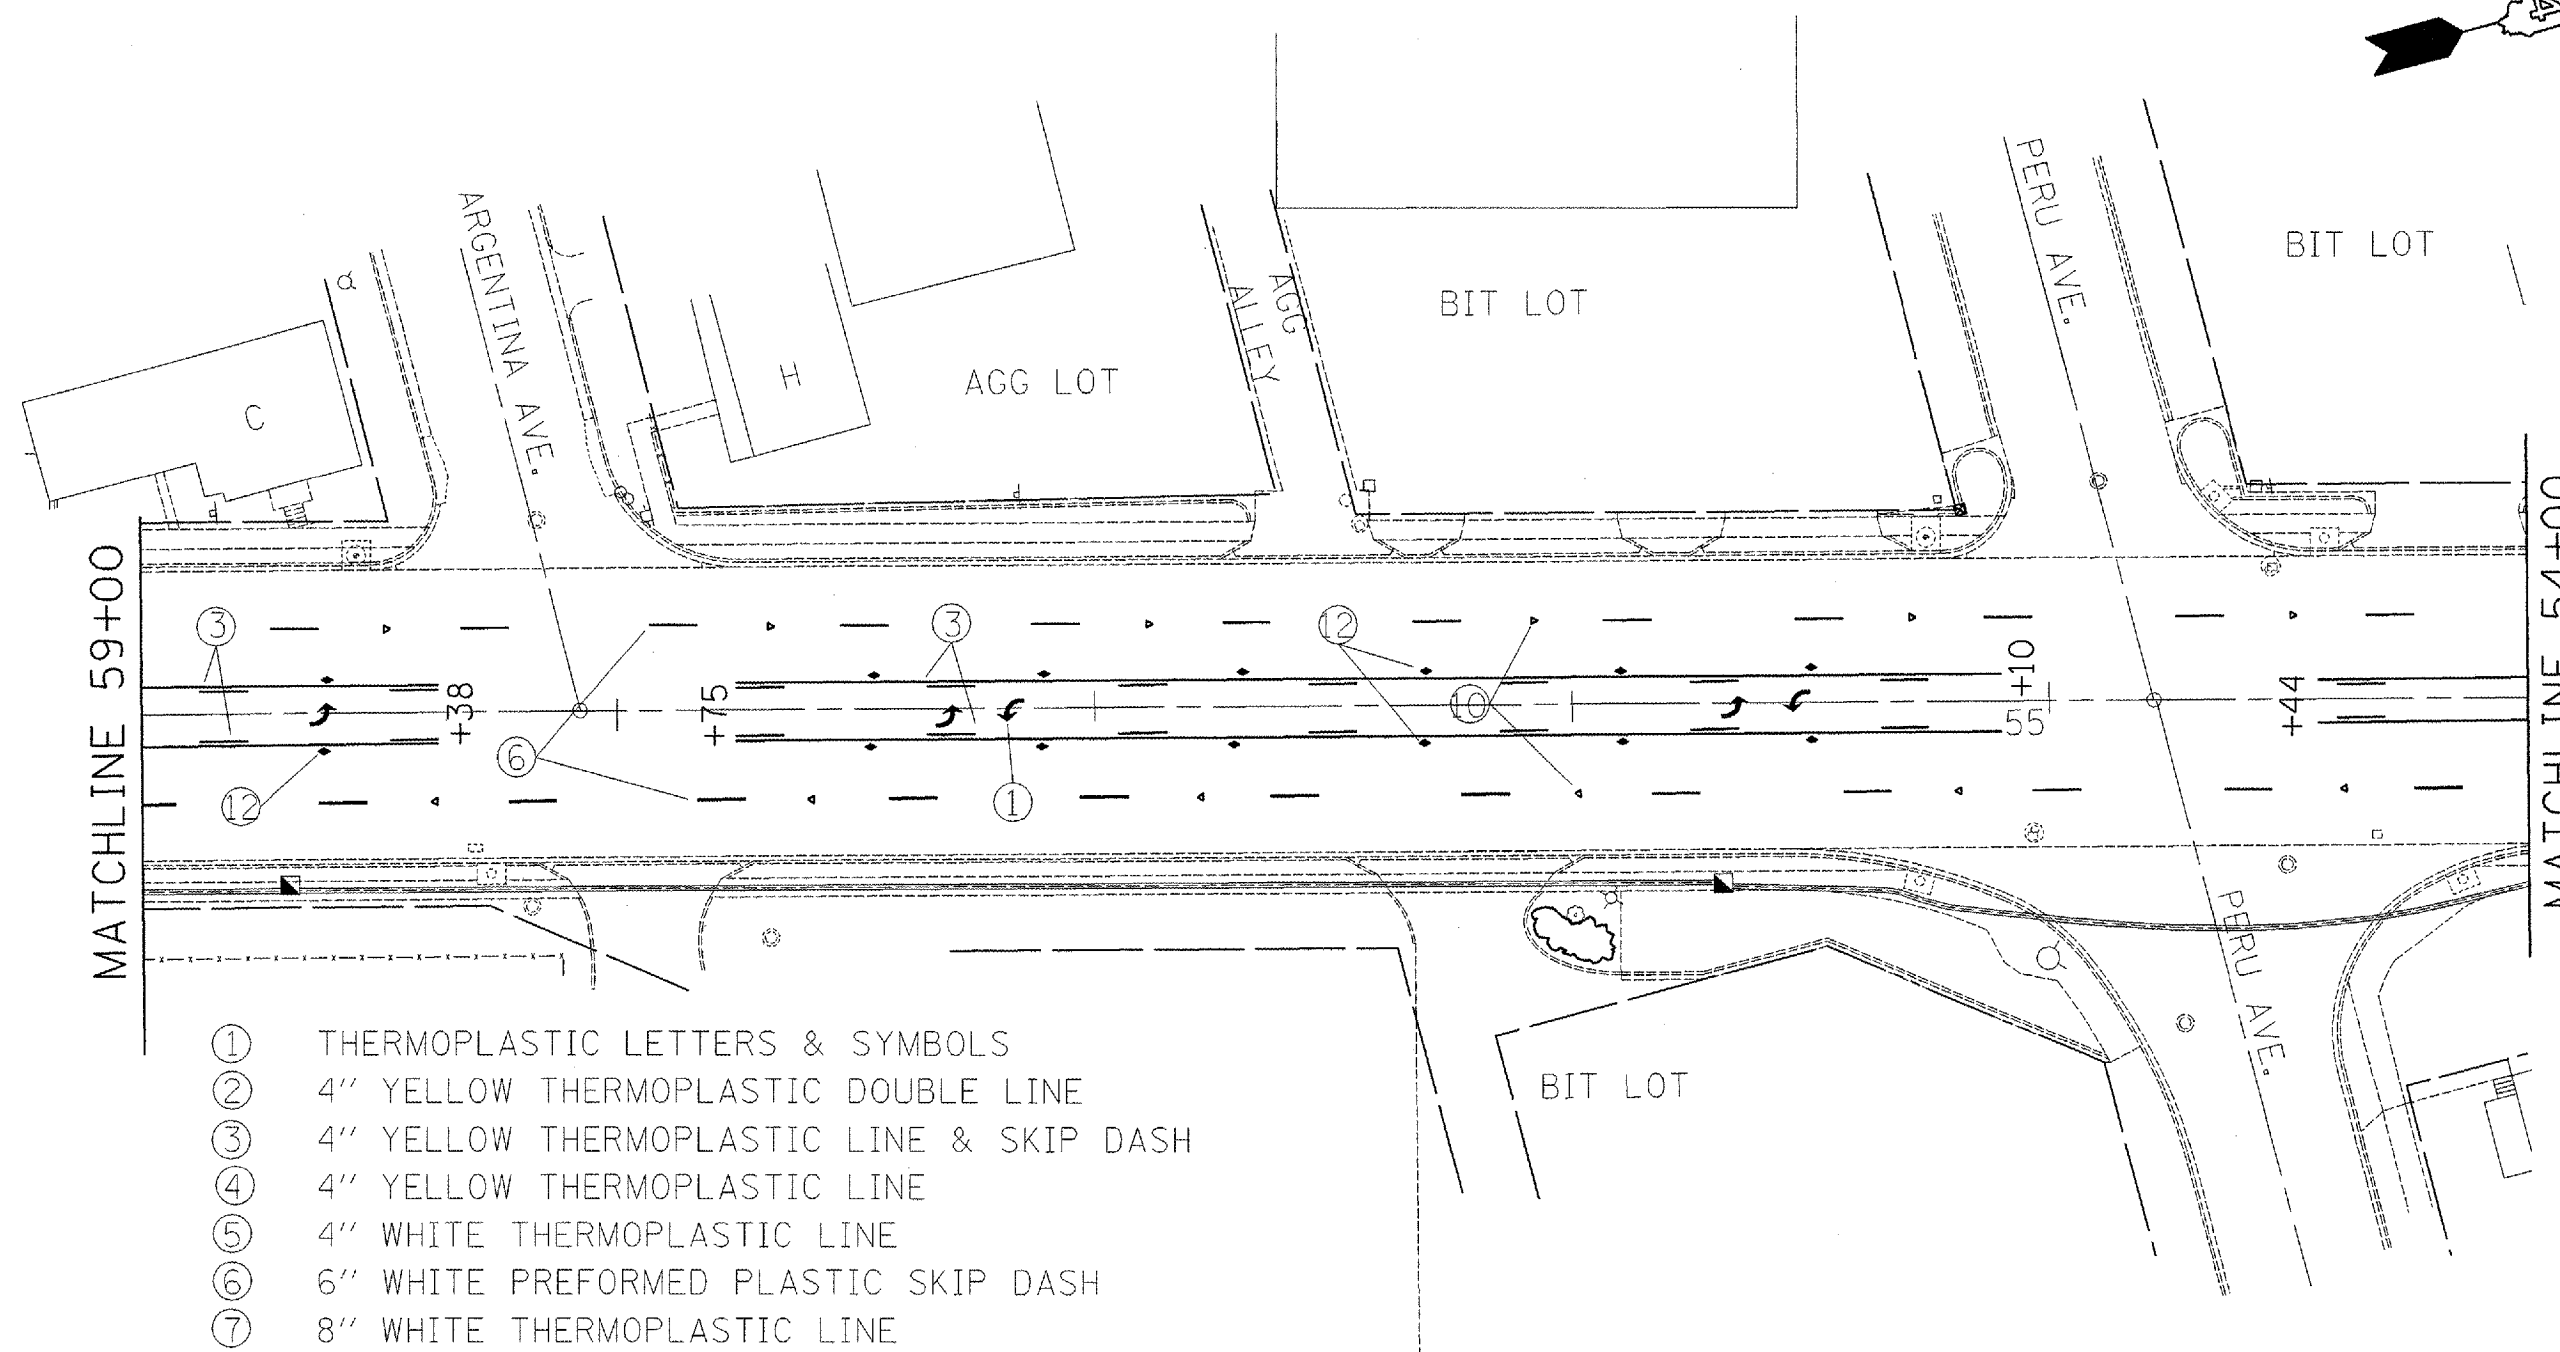 ARGENTINA AVE.
PERU AVE.
BIT LOT
AGG
ALLEY
BIT LOT
C
H
AGG LOT
MATCHLINE 59+00
MATCHLINE 54+00
3
3
12
+38
+75
10
+10
55
+44
6
12
1
PERU AVE.
BIT LOT
1 THERMOPLASTIC LETTERS & SYMBOLS
2 4" YELLOW THERMOPLASTIC DOUBLE LINE
3 4" YELLOW THERMOPLASTIC LINE & SKIP DASH
4 4" YELLOW THERMOPLASTIC LINE
5 4" WHITE THERMOPLASTIC LINE
6 6" WHITE PREFORMED PLASTIC SKIP DASH
7 8" WHITE THERMOPLASTIC LINE